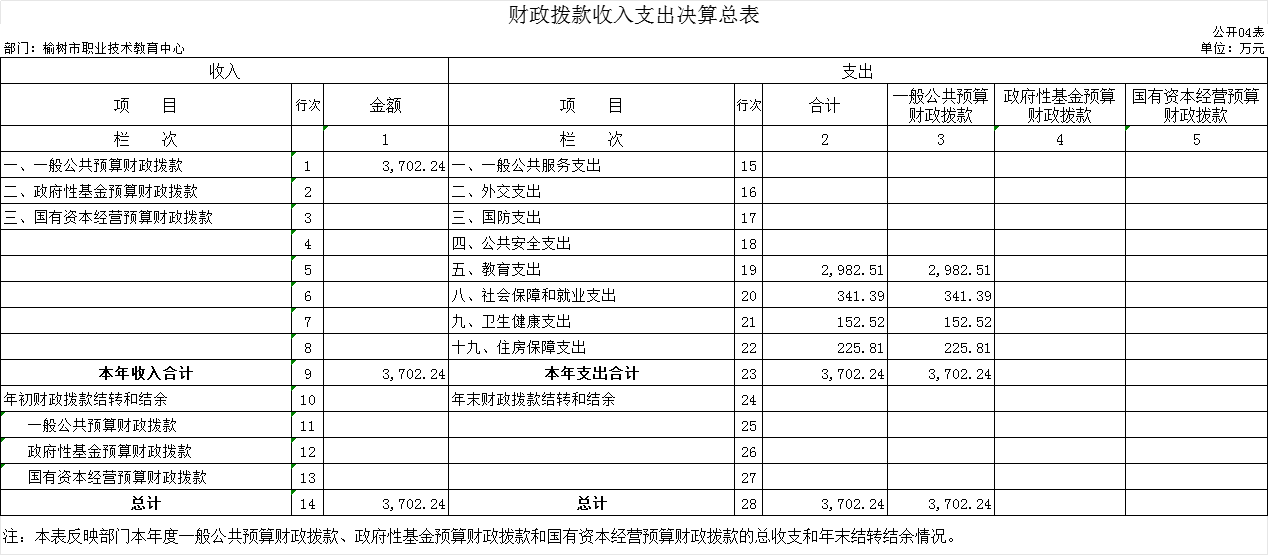 财政拨款收入支出决算总表
公开04表
部门：榆树市职业技术教育中心 单位：万元
收入 支出
项 目 行次 金额 项 目 行次 合计 一般公共预算财政拨款 政府性基金预算财政拨款 国有资本经营预算财政拨款
栏 次 1 栏 次 2 3 4 5
一、一般公共预算财政拨款 1 3,702.24 一、一般公共服务支出 15
二、政府性基金预算财政拨款 2 二、外交支出 16
三、国有资本经营预算财政拨款 3 三、国防支出 17
4 四、公共安全支出 18
5 五、教育支出 19 2,982.51 2,982.51
6 八、社会保障和就业支出 20 341.39 341.39
7 九、卫生健康支出 21 152.52 152.52
8 十九、住房保障支出 22 225.81 225.81
本年收入合计 9 3,702.24 本年支出合计 23 3,702.24 3,702.24
年初财政拨款结转和结余 10 年末财政拨款结转和结余 24
一般公共预算财政拨款 11 25
政府性基金预算财政拨款 12 26
国有资本经营预算财政拨款 13 27
总计 14 3,702.24 总计 28 3,702.24 3,702.24
注：本表反映部门本年度一般公共预算财政拨款、政府性基金预算财政拨款和国有资本经营预算财政拨款的总收支和年末结转结余情况。